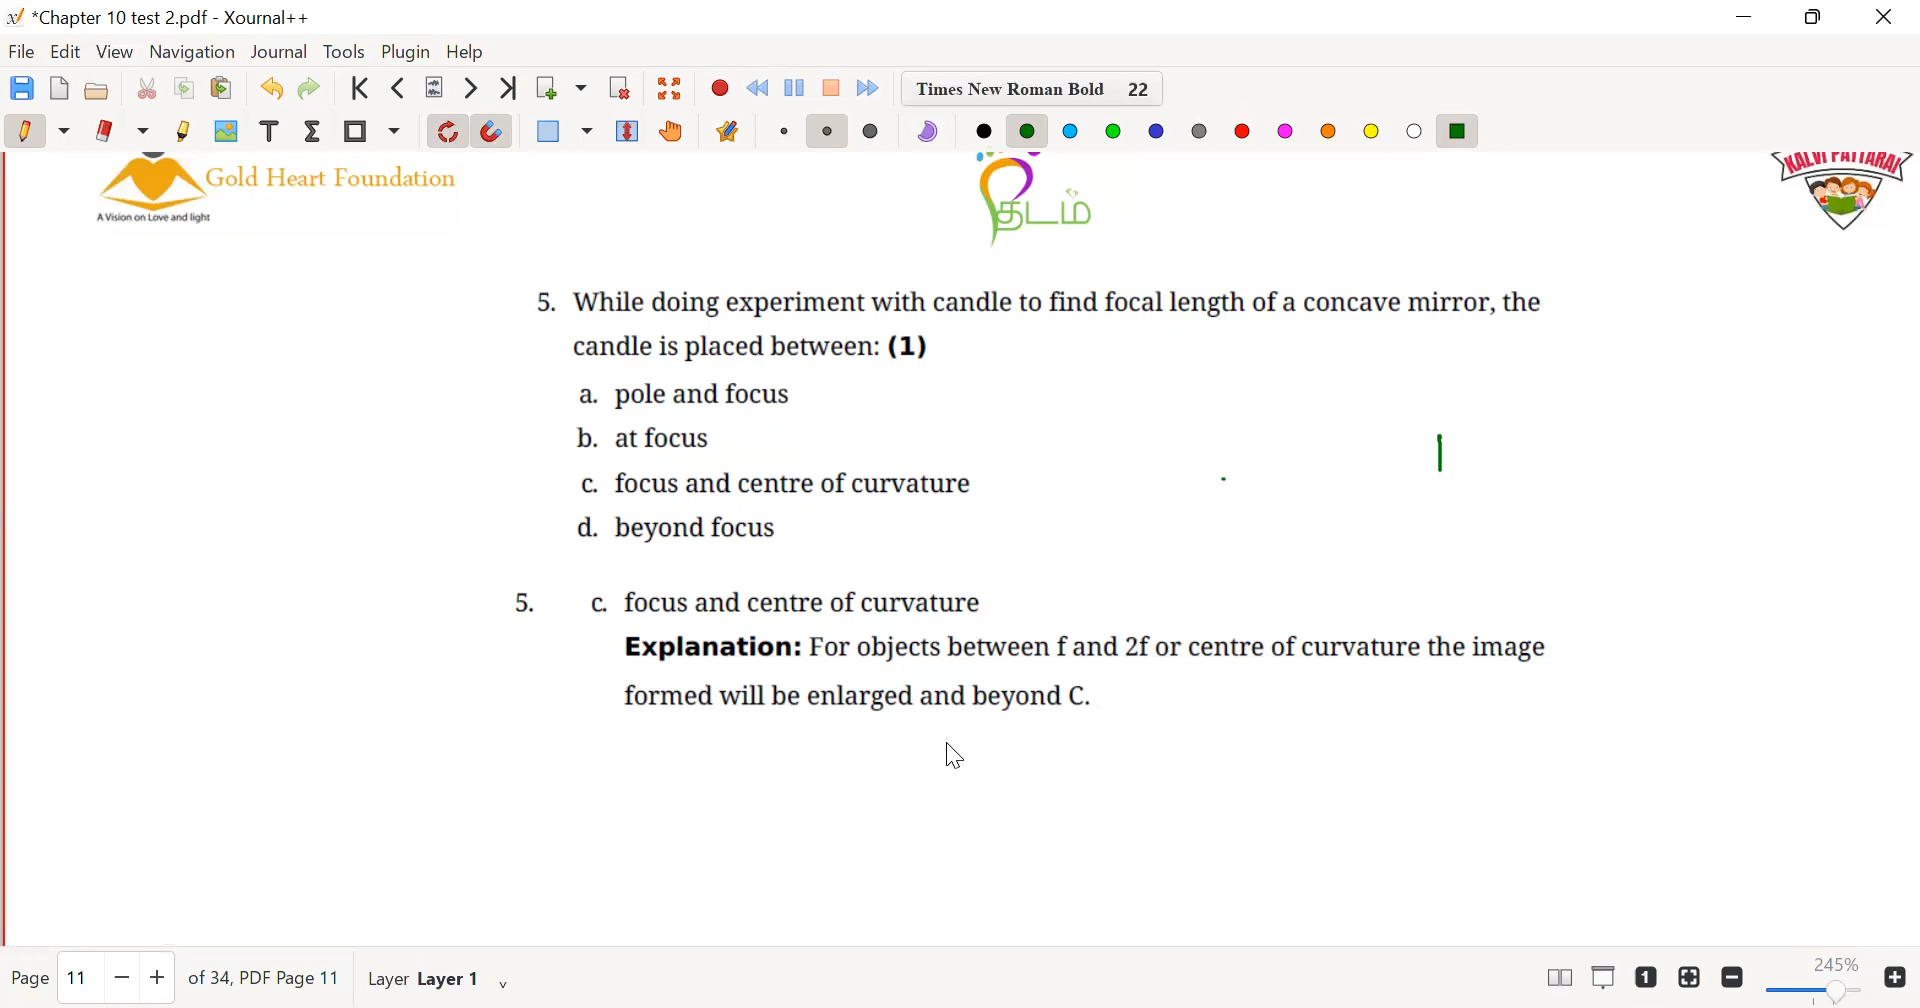 *Chapter 10 test 2.pdf - Xournal++
File Edit View Navigation Journal Tools Plugin Help
Times New Roman Bold 22
Gold Heart Foundation
A Vision on Love and light
தடம்
KALVI PATTARAI
5. While doing experiment with candle to find focal length of a concave mirror, the
candle is placed between: (1)
a. pole and focus
b. at focus
c. focus and centre of curvature
d. beyond focus
5. c. focus and centre of curvature
Explanation: For objects between f and 2f or centre of curvature the image
formed will be enlarged and beyond C.
Page 11 of 34, PDF Page 11 Layer Layer 1 245%